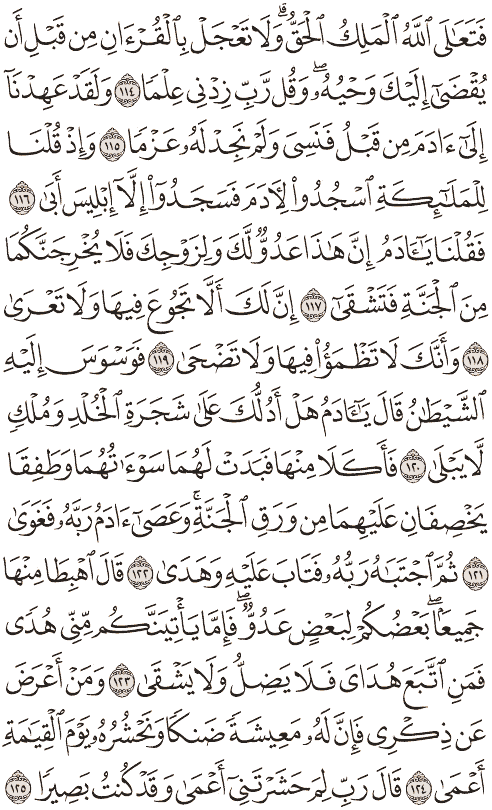 فَتَعَٰلَى ٱللَّهُ ٱلْمَلِكُ ٱلْحَقُّ ۗ وَلَا تَعْجَلْ بِٱلْقُرْءَانِ مِن قَبْلِ أَن
يُقْضَىٰٓ إِلَيْكَ وَحْيُهُۥ ۖ وَقُل رَّبِّ زِدْنِى عِلْمًا ١١٤ وَلَقَدْ عَهِدْنَآ
إِلَىٰٓ ءَادَمَ مِن قَبْلُ فَنَسِىَ وَلَمْ نَجِدْ لَهُۥ عَزْمًا ١١٥ وَإِذْ قُلْنَا
لِلْمَلَٰٓئِكَةِ ٱسْجُدُوا۟ لِءَادَمَ فَسَجَدُوٓا۟ إِلَّآ إِبْلِيسَ أَبَىٰ ١١٦
فَقُلْنَا يَٰٓـَٔادَمُ إِنَّ هَٰذَا عَدُوٌّ لَّكَ وَلِزَوْجِكَ فَلَا يُخْرِجَنَّكُمَا
مِنَ ٱلْجَنَّةِ فَتَشْقَىٰٓ ١١٧ إِنَّ لَكَ أَلَّا تَجُوعَ فِيهَا وَلَا تَعْرَىٰ
١١٨ وَأَنَّكَ لَا تَظْمَؤُا۟ فِيهَا وَلَا تَضْحَىٰ ١١٩ فَوَسْوَسَ إِلَيْهِ
ٱلشَّيْطَٰنُ قَالَ يَٰٓـَٔادَمُ هَلْ أَدُلُّكَ عَلَىٰ شَجَرَةِ ٱلْخُلْدِ وَمُلْكٍ
لَّا يَبْلَىٰ ١٢٠ فَأَكَلَا مِنْهَا فَبَدَتْ لَهُمَا سَوْءَٰتُهُمَا وَطَفِقَا
يَخْصِفَانِ عَلَيْهِمَا مِن وَرَقِ ٱلْجَنَّةِ ۚ وَعَصَىٰٓ ءَادَمُ رَبَّهُۥ فَغَوَىٰ
١٢١ ثُمَّ ٱجْتَبَٰهُ رَبُّهُۥ فَتَابَ عَلَيْهِ وَهَدَىٰ ١٢٢ قَالَ ٱهْبِطَا مِنْهَا
جَمِيعًۢا ۖ بَعْضُكُمْ لِبَعْضٍ عَدُوٌّ ۖ فَإِمَّا يَأْتِيَنَّكُم مِّنِّى هُدًى
فَمَنِ ٱتَّبَعَ هُدَاىَ فَلَا يَضِلُّ وَلَا يَشْقَىٰ ١٢٣ وَمَنْ أَعْرَضَ
عَن ذِكْرِى فَإِنَّ لَهُۥ مَعِيشَةً ضَنكًا وَنَحْشُرُهُۥ يَوْمَ ٱلْقِيَٰمَةِ
أَعْمَىٰ ١٢٤ قَالَ رَبِّ لِمَ حَشَرْتَنِىٓ أَعْمَىٰ وَقَدْ كُنتُ بَصِيرًا ١٢٥